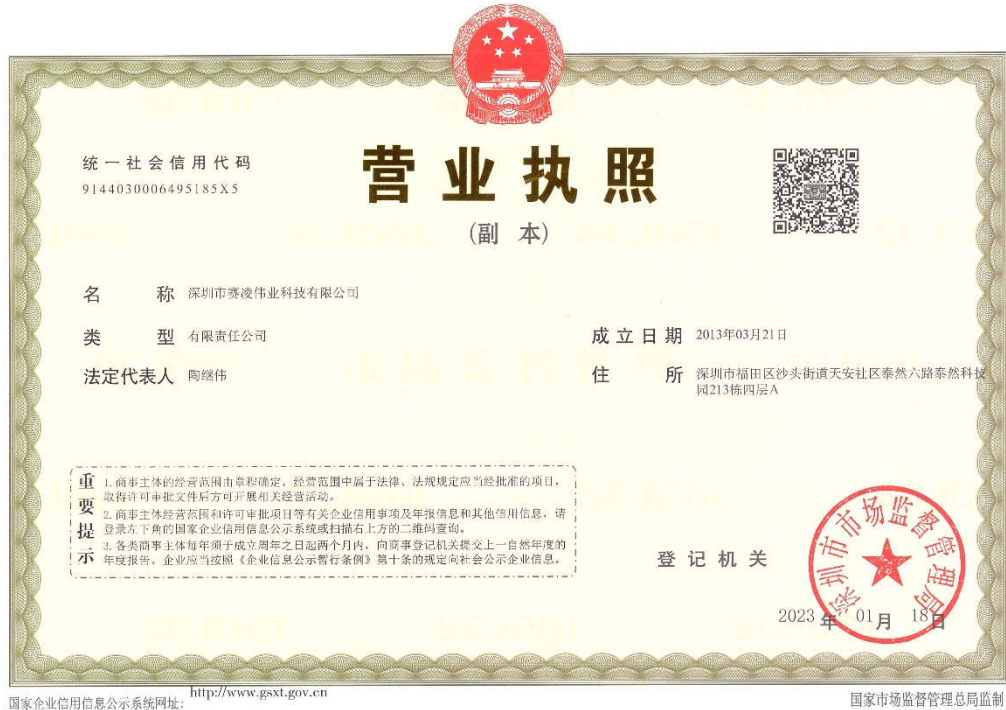 统一社会信用代码
9144030006495185X5
营业执照
(副 本)
名 称 深圳市赛凌伟业科技有限公司
类 型 有限责任公司
成立日期 2013年03月21日
法定代表人 陶继伟
住 所 深圳市福田区沙头街道天安社区泰然六路泰然科技
园213栋四层A
重要提示
1.商事主体的经营范围由章程确定。经营范围中属于法律、法规规定应当经批准的项目,
取得许可审批文件后方可开展相关经营活动。
2.商事主体经营范围和许可审批项目等有关企业信用事项及年报信息和其他信用信息,请
登录左下角的国家企业信用信息公示系统或扫描右上方的二维码查询。
3.各类商事主体每年须于成立周年之日起两个月内,向商事登记机关提交上一自然年度的
年度报告。企业应当按照《企业信息公示暂行条例》第十条的规定向社会公示企业信息。
登记机关
深圳市市场监督管理局
2023年01月18日
国家企业信用信息公示系统网址:http://www.gsxt.gov.cn
国家市场监督管理总局监制